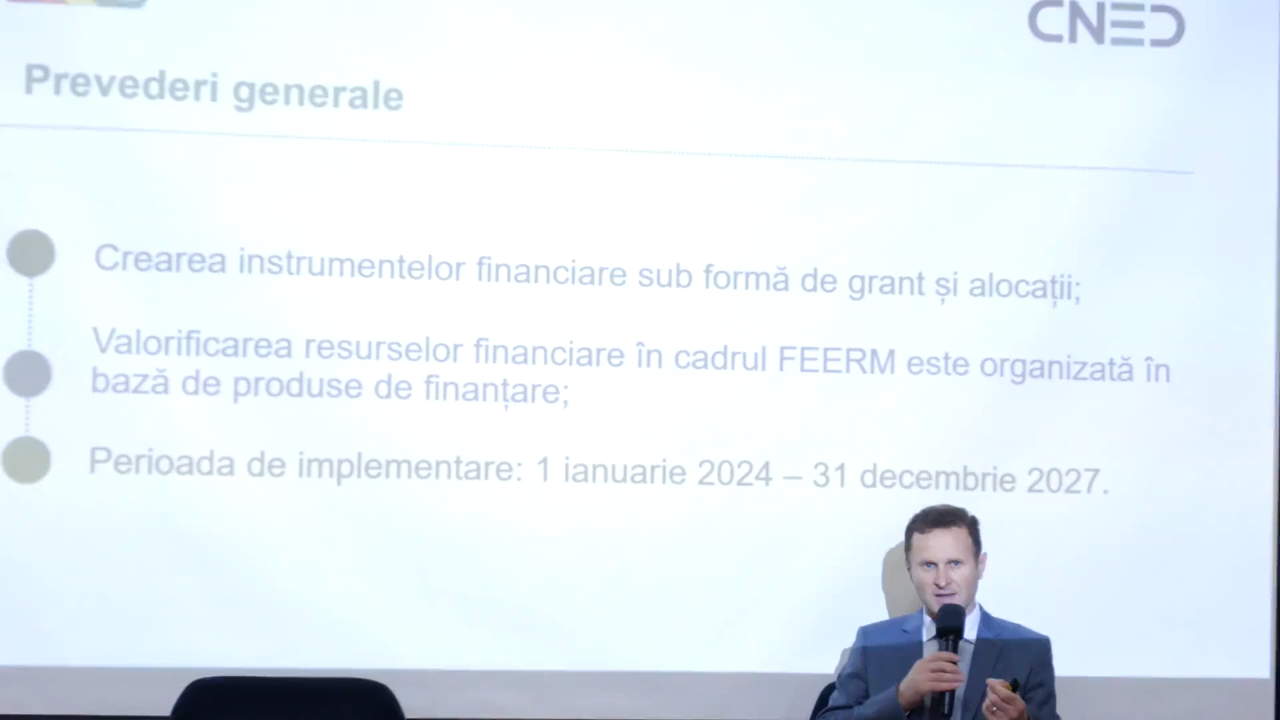 CNED
Prevederi generale
Crearea instrumentelor financiare sub formă de grant și alocații;
Valorificarea resurselor financiare în cadrul FEERM este organizată în
bază de produse de finanțare;
Perioada de implementare: 1 ianuarie 2024 – 31 decembrie 2027.